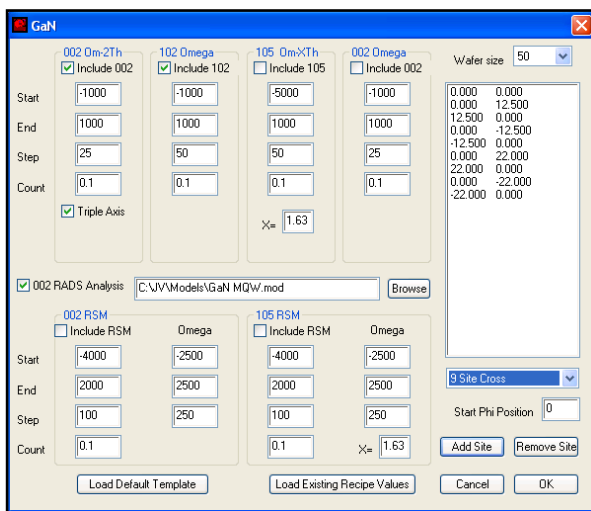 GaN
002 Om-2Th 102 Omega 105 Om-XTh 002 Omega
Include 002 Include 102 Include 105 Include 002
Wafer size 50
Start -1000 -1000 -5000 -1000
End 1000 1000 1000 1000
Step 25 50 50 25
Count 0.1 0.1 0.1 0.1
Triple Axis
X= 1.63
0.000 0.000
0.000 12.500
12.500 0.000
0.000 -12.500
-12.500 0.000
0.000 22.000
22.000 0.000
0.000 -22.000
-22.000 0.000
002 RADS Analysis C:\JV\Models\GaN MQW.mod Browse
002 RSM 105 RSM
Include RSM Omega Include RSM Omega
Start -4000 -2500 -4000 -2500
End 2000 2500 2000 2500
Step 100 250 100 250
Count 0.1 0.1 X= 1.63
9 Site Cross
Start Phi Position 0
Add Site Remove Site
Load Default Template Load Existing Recipe Values Cancel OK